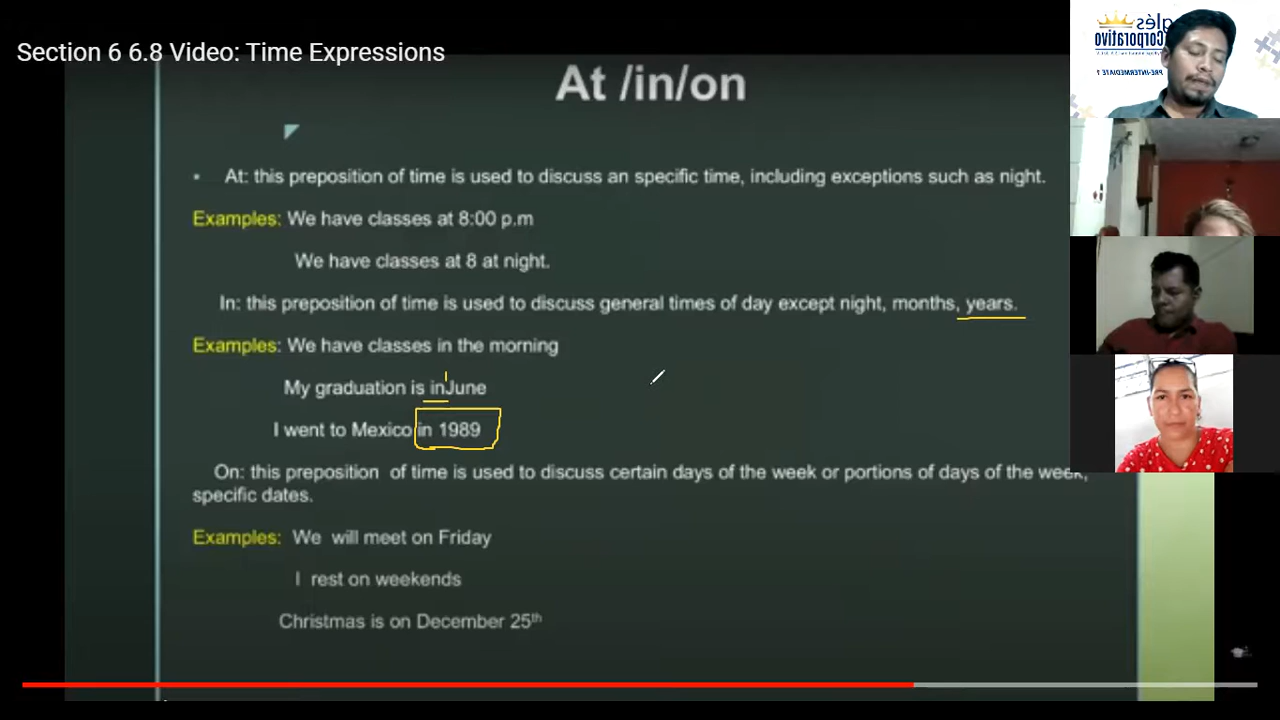 Section 6 6.8 Video: Time Expressions
At /in/on
• At: this preposition of time is used to discuss an specific time, including exceptions such as night.
Examples: We have classes at 8:00 p.m
We have classes at 8 at night.
In: this preposition of time is used to discuss general times of day except night, months, years.
Examples: We have classes in the morning
My graduation is inJune
I went to Mexico in 1989
On: this preposition of time is used to discuss certain days of the week or portions of days of the week,
specific dates.
Examples: We will meet on Friday
I rest on weekends
Christmas is on December 25th
glés
Corporativo
PRE-INTERMEDIATE 1